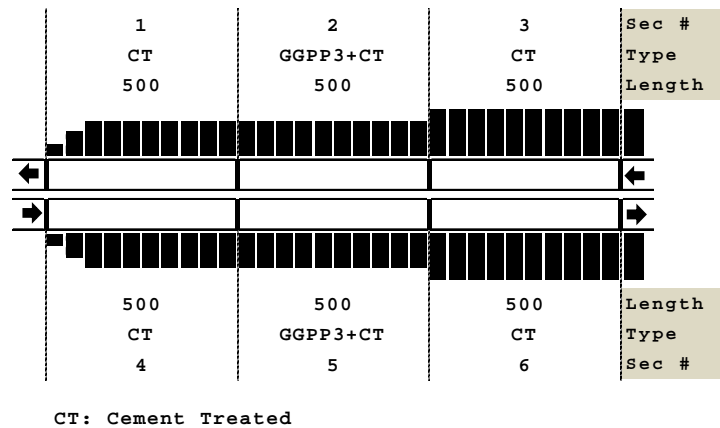 1 2 3 Sec #
CT GGPP3+CT CT Type
500 500 500 Length
500 500 500 Length
CT GGPP3+CT CT Type
4 5 6 Sec #
CT: Cement Treated